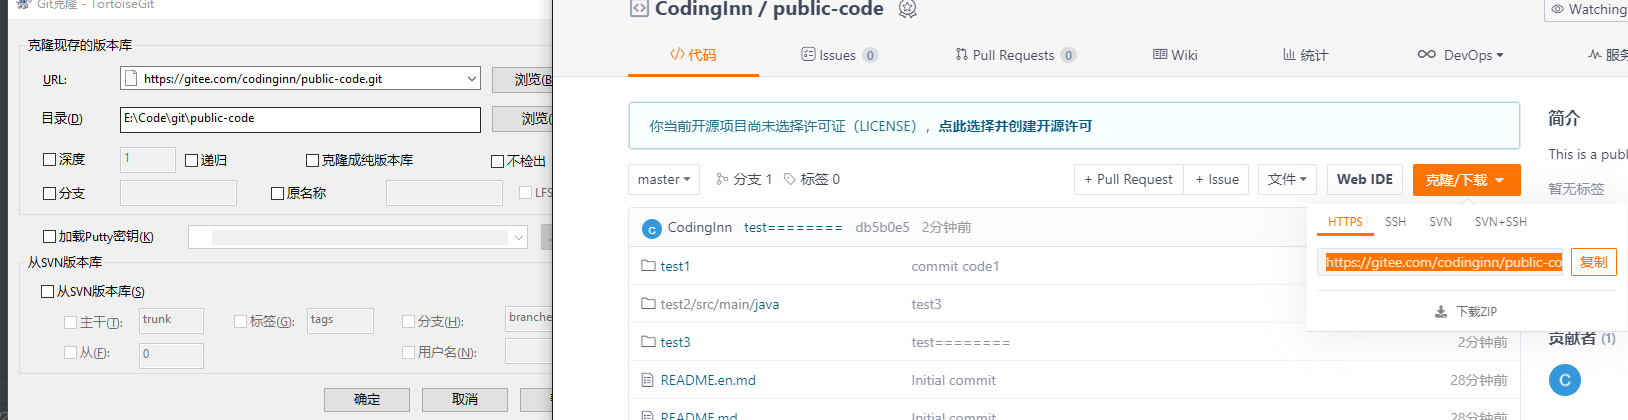 Git克隆 - TortoiseGit
克隆现存的版本库
URL: https://gitee.com/codinginn/public-code.git 浏览(B
目录(D) E:\Code\git\public-code 浏览(
深度 1 递归 克隆成纯版本库 不检出
分支 原名称 LFS
加载Putty密钥(K)
从SVN版本库
从SVN版本库(S)
主干(T): trunk 标签(G): tags 分支(H): branche
从(F): 0 用户名(N):
确定 取消
CodingInn / public-code
Watching
代码 Issues 0 Pull Requests 0 Wiki 统计 DevOps 服务
你当前开源项目尚未选择许可证（LICENSE），点此选择并创建开源许可
简介
This is a publ
暂无标签
master 分支 1 标签 0 + Pull Request + Issue 文件 Web IDE 克隆/下载
HTTPS SSH SVN SVN+SSH
https://gitee.com/codinginn/public-co 复制
下载ZIP
C CodingInn test======== db5b0e5 2分钟前
test1 commit code1
test2/src/main/java test3
test3 test======== 2分钟前
README.en.md Initial commit 28分钟前
README.md Initial commit 28分钟前
贡献者 (1)
C